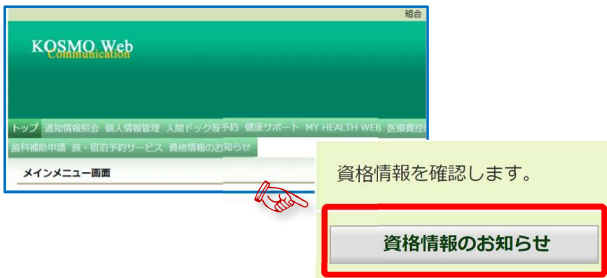 組合
KOSMO Web
Communication
トップ 通知情報照会 個人情報管理 人間ドック等予約 健康サポート MY HEALTH WEB 医療費控
歯科補助申請 旅・宿泊予約サービス 資格情報のお知らせ
メインメニュー画面
資格情報を確認します。
資格情報のお知らせ